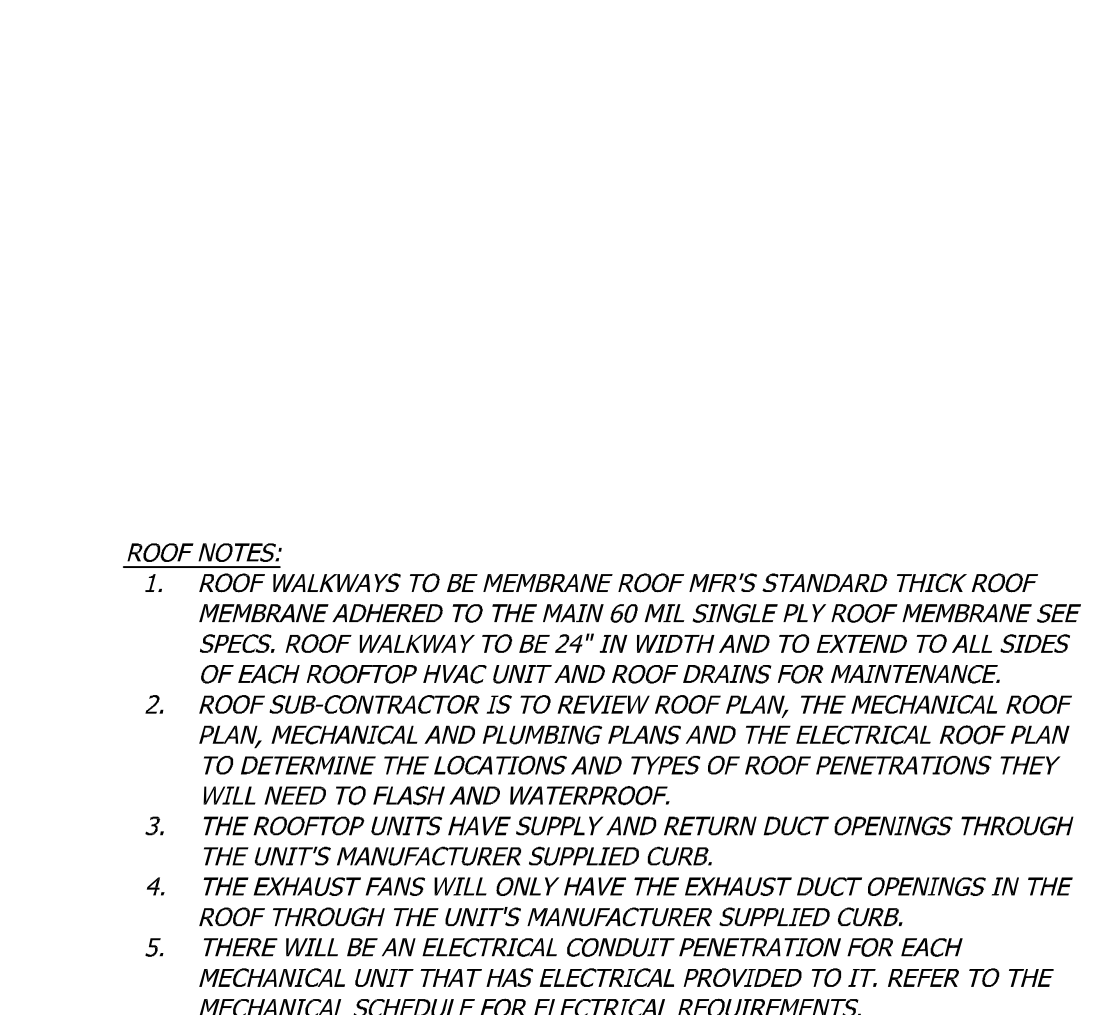 ROOF NOTES:
1. ROOF WALKWAYS TO BE MEMBRANE ROOF MFR'S STANDARD THICK ROOF
MEMBRANE ADHERED TO THE MAIN 60 MIL SINGLE PLY ROOF MEMBRANE SEE
SPECS. ROOF WALKWAY TO BE 24" IN WIDTH AND TO EXTEND TO ALL SIDES
OF EACH ROOFTOP HVAC UNIT AND ROOF DRAINS FOR MAINTENANCE.
2. ROOF SUB-CONTRACTOR IS TO REVIEW ROOF PLAN, THE MECHANICAL ROOF
PLAN, MECHANICAL AND PLUMBING PLANS AND THE ELECTRICAL ROOF PLAN
TO DETERMINE THE LOCATIONS AND TYPES OF ROOF PENETRATIONS THEY
WILL NEED TO FLASH AND WATERPROOF.
3. THE ROOFTOP UNITS HAVE SUPPLY AND RETURN DUCT OPENINGS THROUGH
THE UNIT'S MANUFACTURER SUPPLIED CURB.
4. THE EXHAUST FANS WILL ONLY HAVE THE EXHAUST DUCT OPENINGS IN THE
ROOF THROUGH THE UNIT'S MANUFACTURER SUPPLIED CURB.
5. THERE WILL BE AN ELECTRICAL CONDUIT PENETRATION FOR EACH
MECHANICAL UNIT THAT HAS ELECTRICAL PROVIDED TO IT. REFER TO THE
MECHANICAL SCHEDULE FOR ELECTRICAL REQUIREMENTS.